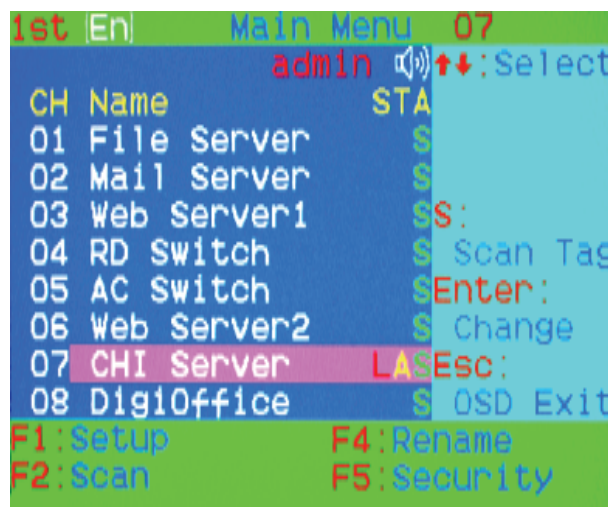 1st En Main Menu 07
admin ↑↓:Select
CH Name STA
01 File Server S
02 Mail Server S
03 Web Server1 S S:
04 RD Switch S Scan Tag
05 AC Switch S Enter:
06 Web Server2 S Change
07 CHI Server LAS Esc:
08 DigiOffice S OSD Exit
F1:Setup F4:Rename
F2:Scan F5:Security